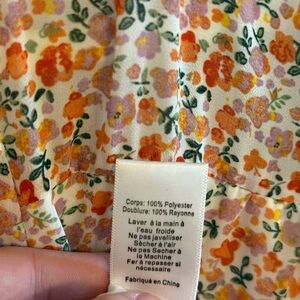 Corps: 100% Polyester
Doublure: 100% Rayonne
Laver à la main à
l'eau froide
Ne pas javelliser
Sécher à l'air
Ne pas Sécher à
la Machine
Fer à repasser si
nécessaire
Fabriqué en Chine